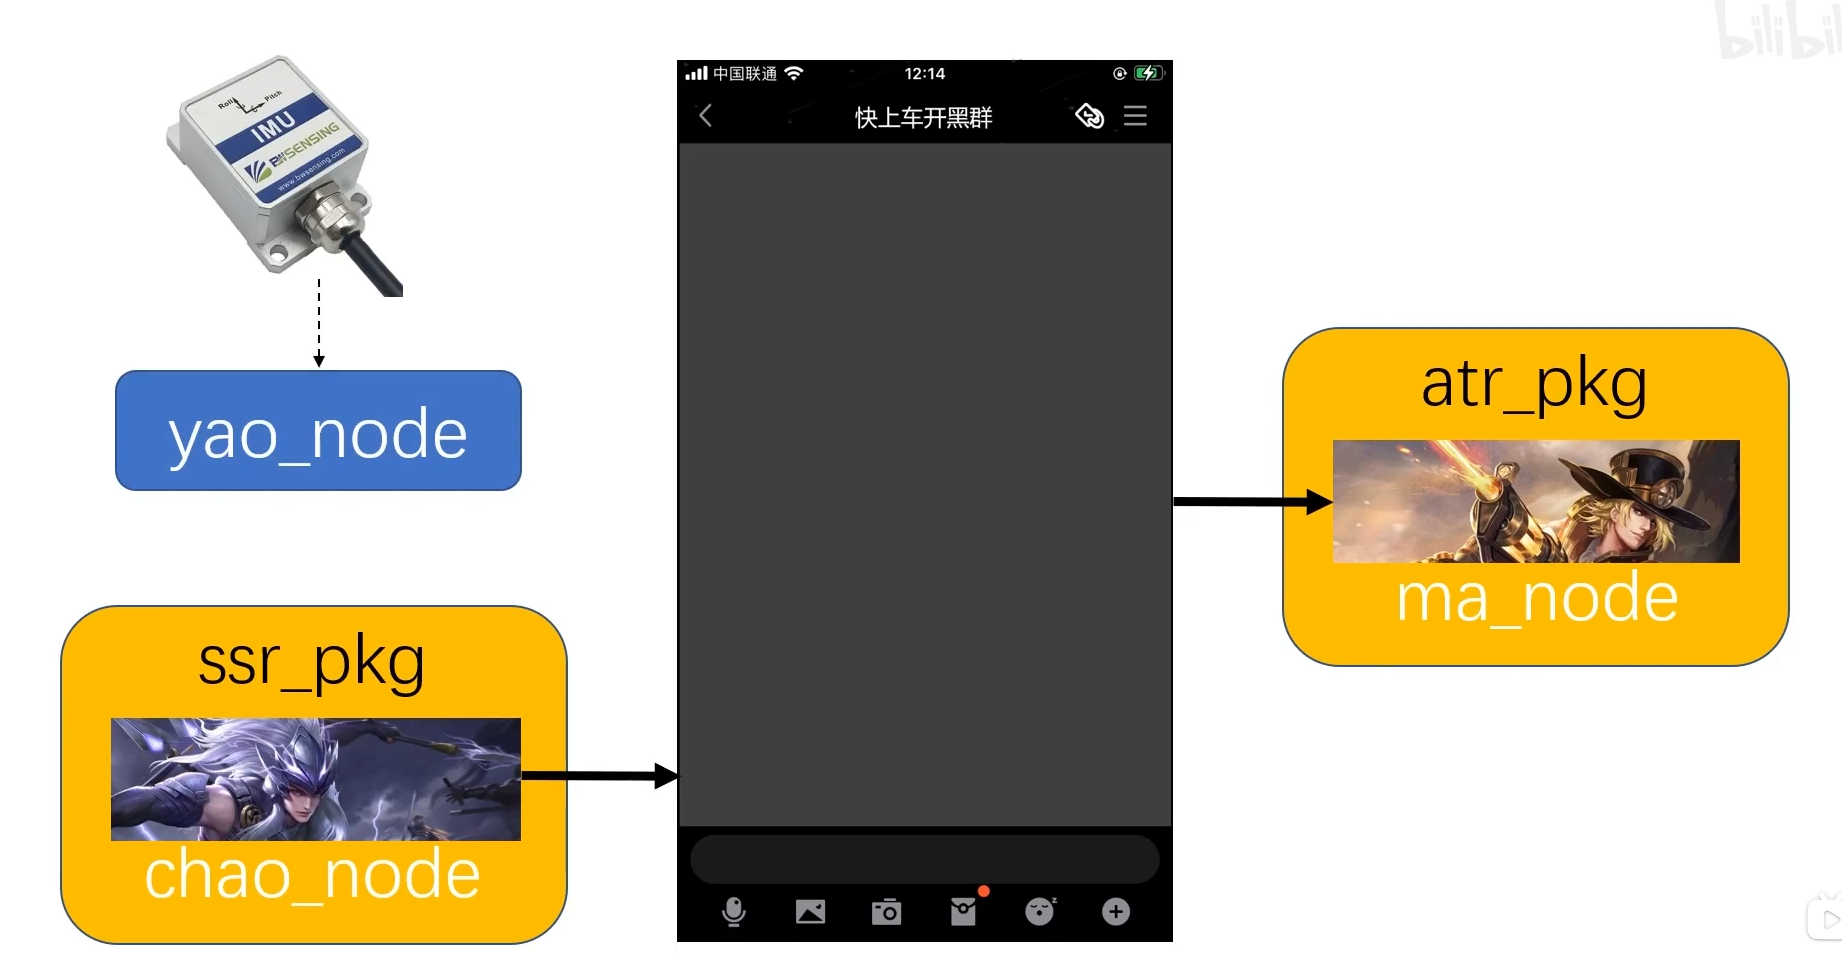 bilibili
Roll
Pitch
IMU
BWSENSING
www.bwsensing.com
yao_node
ssr_pkg
chao_node
中国联通
12:14
快上车开黑群
z
atr_pkg
ma_node